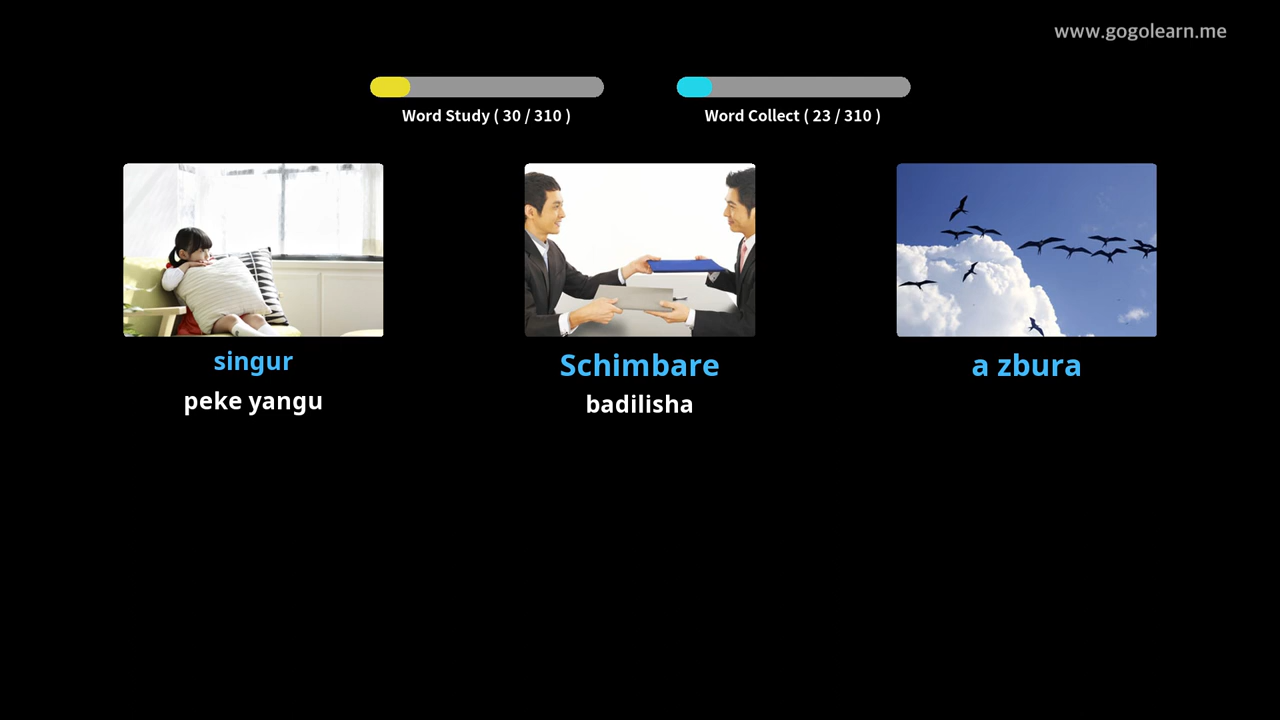 www.gogolearn.me
Word Study ( 30 / 310 )
Word Collect ( 23 / 310 )
singur
peke yangu
Schimbare
badilisha
a zbura